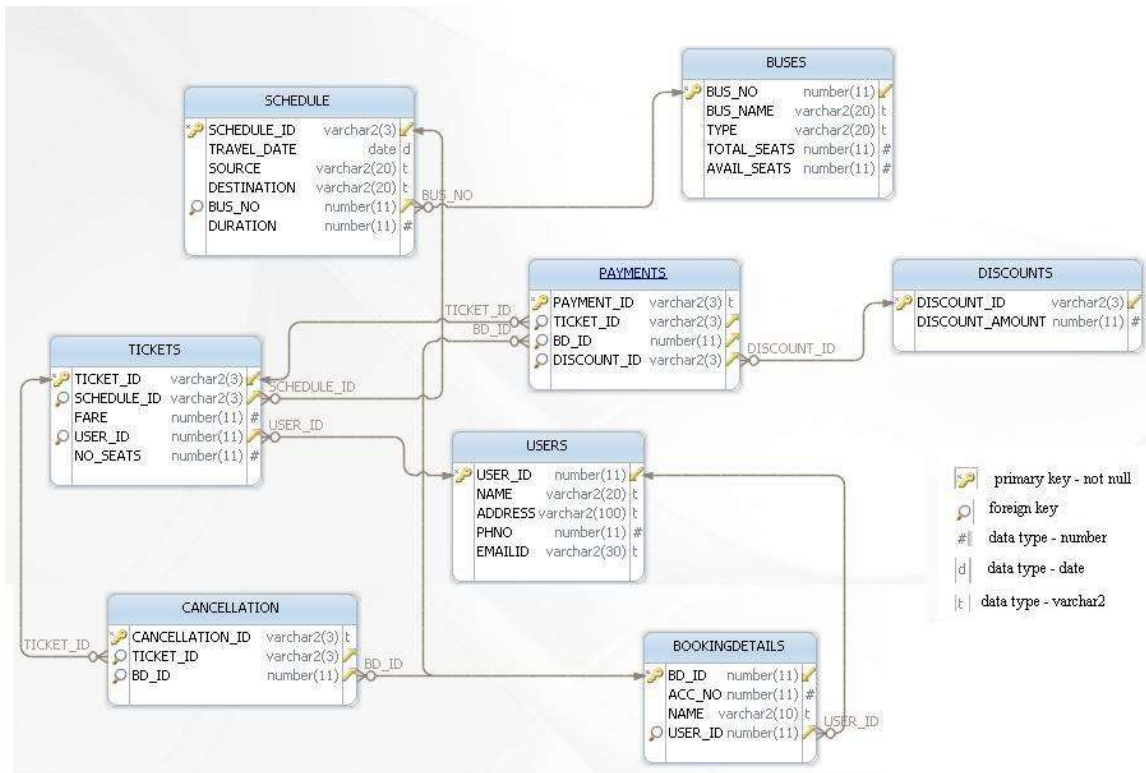 BUSES
BUS_NO number(11)
BUS_NAME varchar2(20) t
TYPE varchar2(20) t
TOTAL_SEATS number(11) #
AVAIL_SEATS number(11) #
SCHEDULE
SCHEDULE_ID varchar2(3)
TRAVEL_DATE date d
SOURCE varchar2(20) t
DESTINATION varchar2(20) t
BUS_NO number(11)
DURATION number(11) #
BUS_NO
PAYMENTS
PAYMENT_ID varchar2(3) t
TICKET_ID varchar2(3)
BD_ID number(11)
DISCOUNT_ID varchar2(3)
TICKET_ID
BD_ID
DISCOUNT_ID
DISCOUNTS
DISCOUNT_ID varchar2(3)
DISCOUNT_AMOUNT number(11) #
TICKETS
TICKET_ID varchar2(3)
SCHEDULE_ID varchar2(3)
FARE number(11) #
USER_ID number(11)
NO_SEATS number(11) #
SCHEDULE_ID
USER_ID
USERS
USER_ID number(11)
NAME varchar2(20) t
ADDRESS varchar2(100) t
PHNO number(11) #
EMAILID varchar2(30) t
primary key - not null
foreign key
# data type - number
d data type - date
t data type - varchar2
CANCELLATION
CANCELLATION_ID varchar2(3) t
TICKET_ID varchar2(3)
BD_ID number(11)
TICKET_ID
BD_ID
BOOKINGDETAILS
BD_ID number(11)
ACC_NO number(11) #
NAME varchar2(10) t
USER_ID number(11)
USER_ID